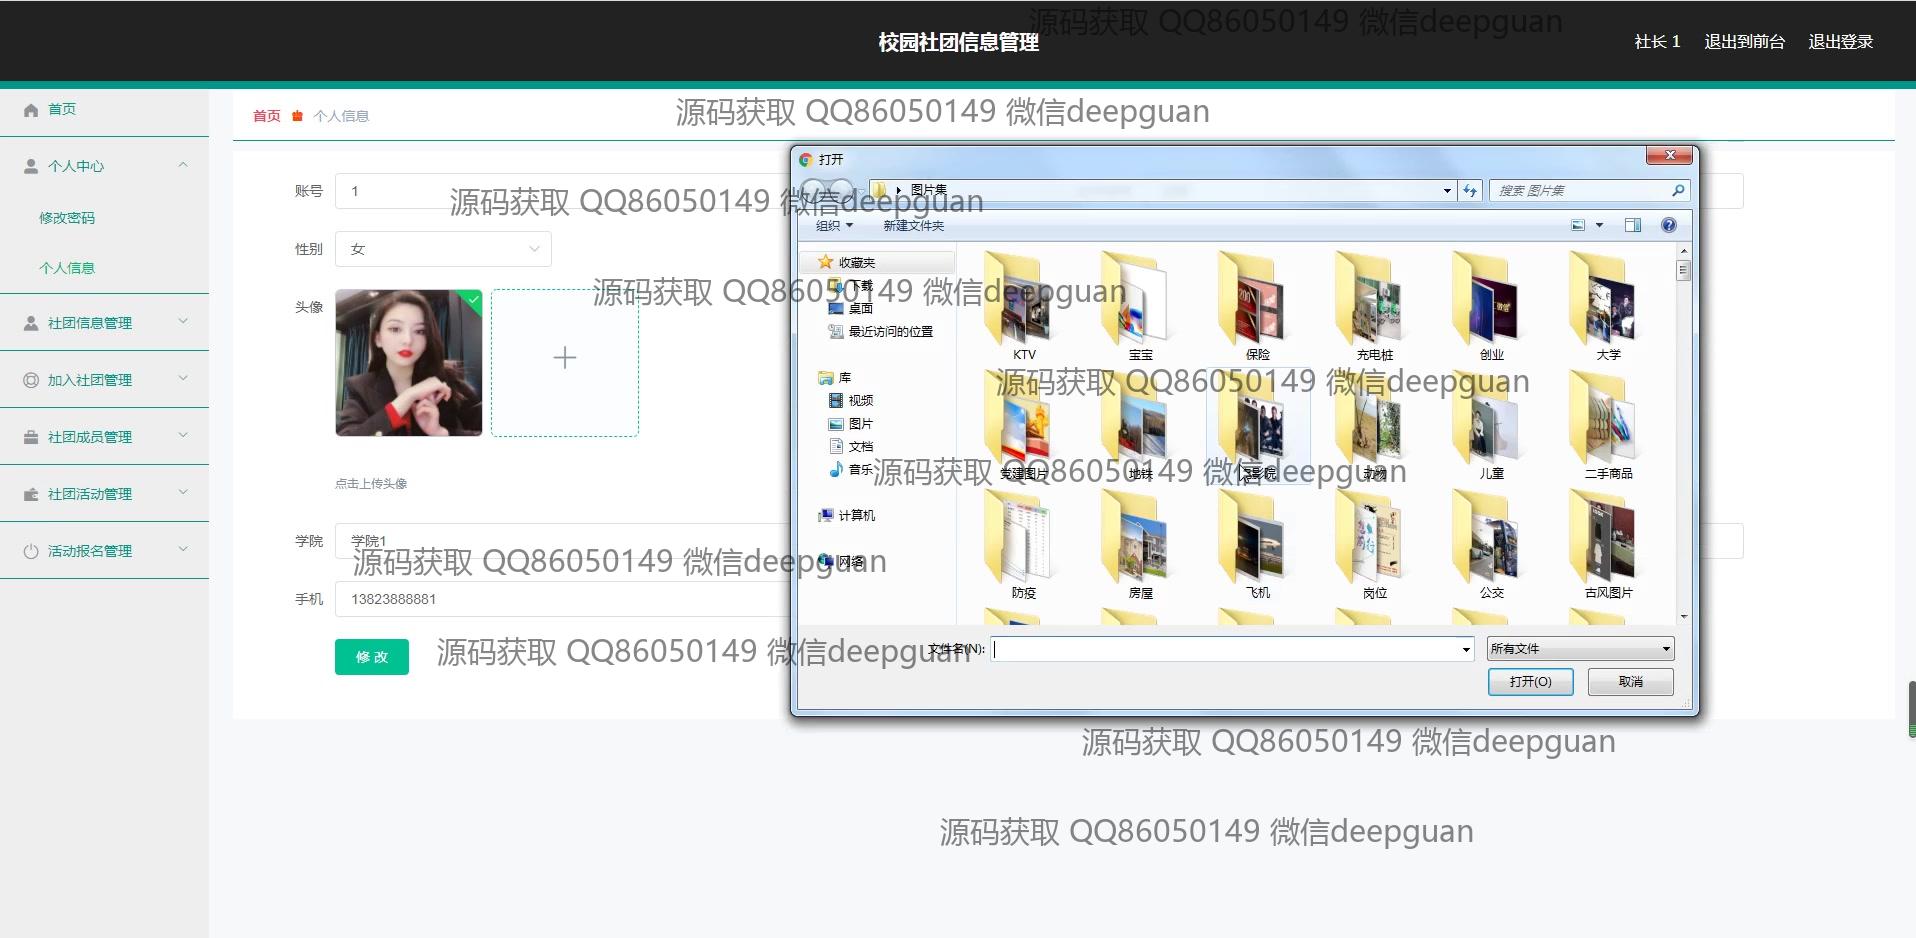 源码获取 QQ86050149 微信deepguan
校园社团信息管理
社长 1 退出到前台 退出登录
首页
个人中心
修改密码
个人信息
社团信息管理
加入社团管理
社团成员管理
社团活动管理
活动报名管理
首页 个人信息
源码获取 QQ86050149 微信deepguan
账号 1
源码获取 QQ86050149 微信deepguan
性别 女
源码获取 QQ86050149 微信deepguan
头像
点击上传头像
学院 学院1
源码获取 QQ86050149 微信deepguan
手机 13823888881
修改
源码获取 QQ86050149 微信deepguan
打开
图片集
搜索 图片集
组织 新建文件夹
收藏夹
下载
桌面
最近访问的位置
库
视频
图片
文档
音乐
计算机
网络
KTV 宝宝 保险 充电桩 创业 大学
源码获取 QQ86050149 微信deepguan
党建图片 地铁 电影院 动物 儿童 二手商品
源码获取 QQ86050149 微信deepguan
防疫 房屋 飞机 岗位 公交 古风图片
文件名(N): 所有文件
打开(O) 取消
源码获取 QQ86050149 微信deepguan
源码获取 QQ86050149 微信deepguan